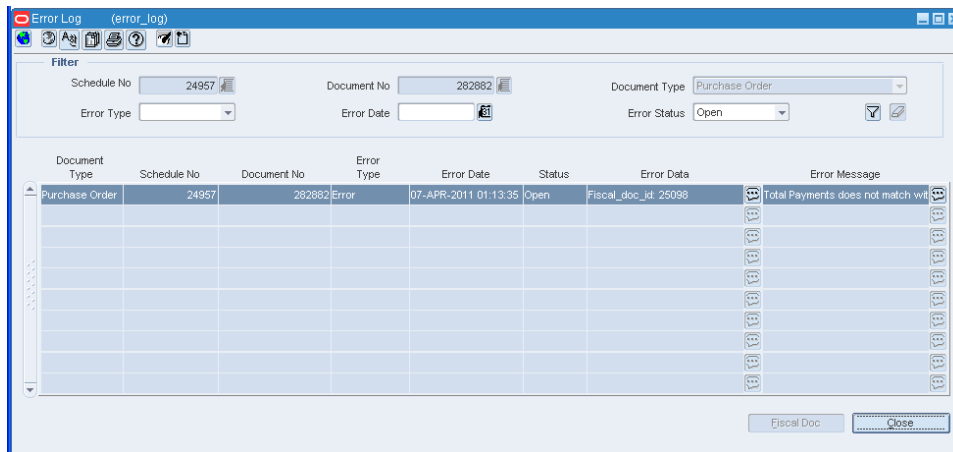 Error Log (error_log)
Filter
Schedule No 24957 Document No 282882 Document Type Purchase Order
Error Type Error Date Error Status Open
Document Type Schedule No Document No Error Type Error Date Status Error Data Error Message
Purchase Order 24957 282882 Error 07-APR-2011 01:13:35 Open Fiscal_doc_id: 25098 Total Payments does not match wit
Fiscal Doc Close